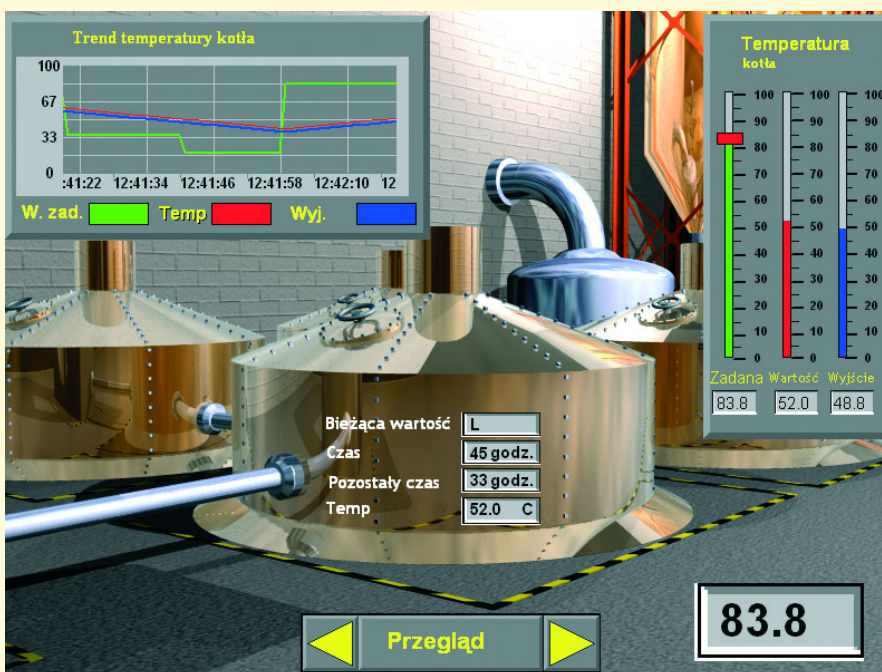 Trend temperatury kotła
100
67
33
0
:41:22 12:41:34 12:41:46 12:41:58 12:42:10 12
W. zad. Temp Wyj.
Temperatura
kotła
100 100 100
90 90 90
80 80 80
70 70 70
60 60 60
50 50 50
40 40 40
30 30 30
20 20 20
10 10 10
0 0 0
Zadana Wartość Wyjście
83.8 52.0 48.8
Bieżąca wartość L
Czas 45 godz.
Pozostały czas 33 godz.
Temp 52.0 C
Przegląd
83.8